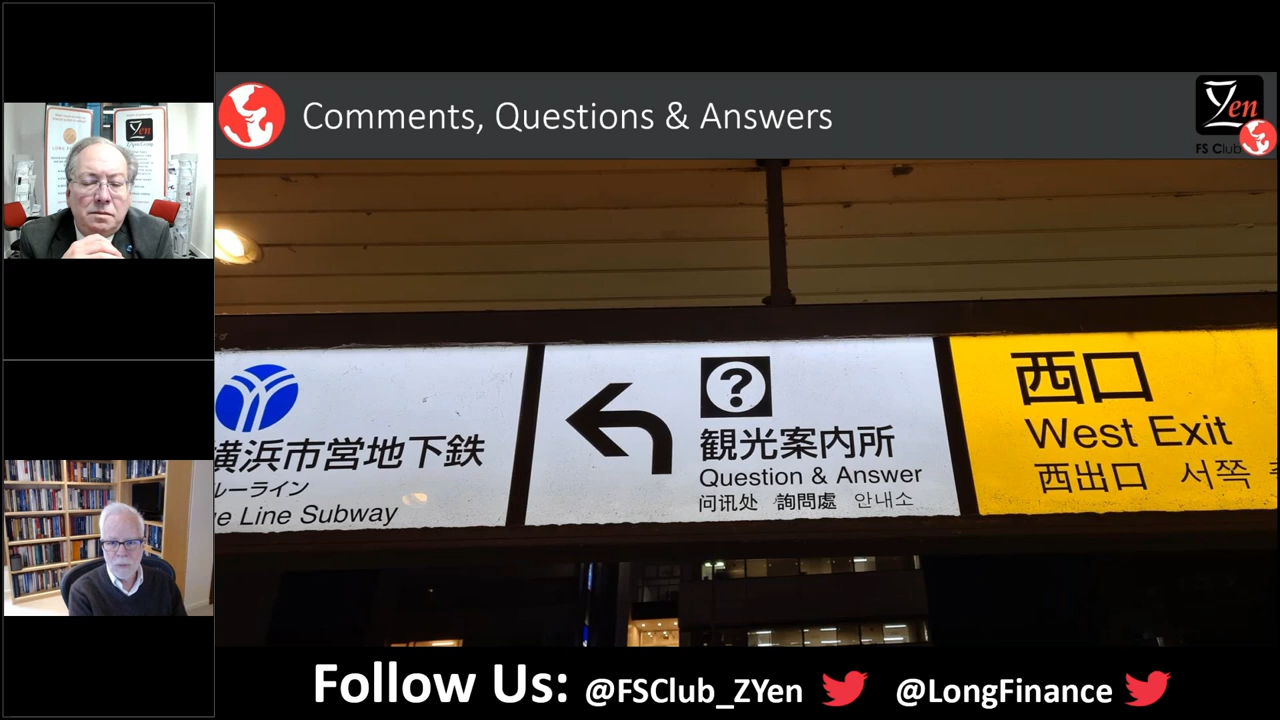 Comments, Questions & Answers
Yen
FS Club
Yen
横浜市営地下鉄
ルーライン
e Line Subway
?
観光案内所
Question & Answer
问讯处 詢問處 안내소
西口
West Exit
西出口 서쪽
Follow Us: @FSClub_ZYen @LongFinance